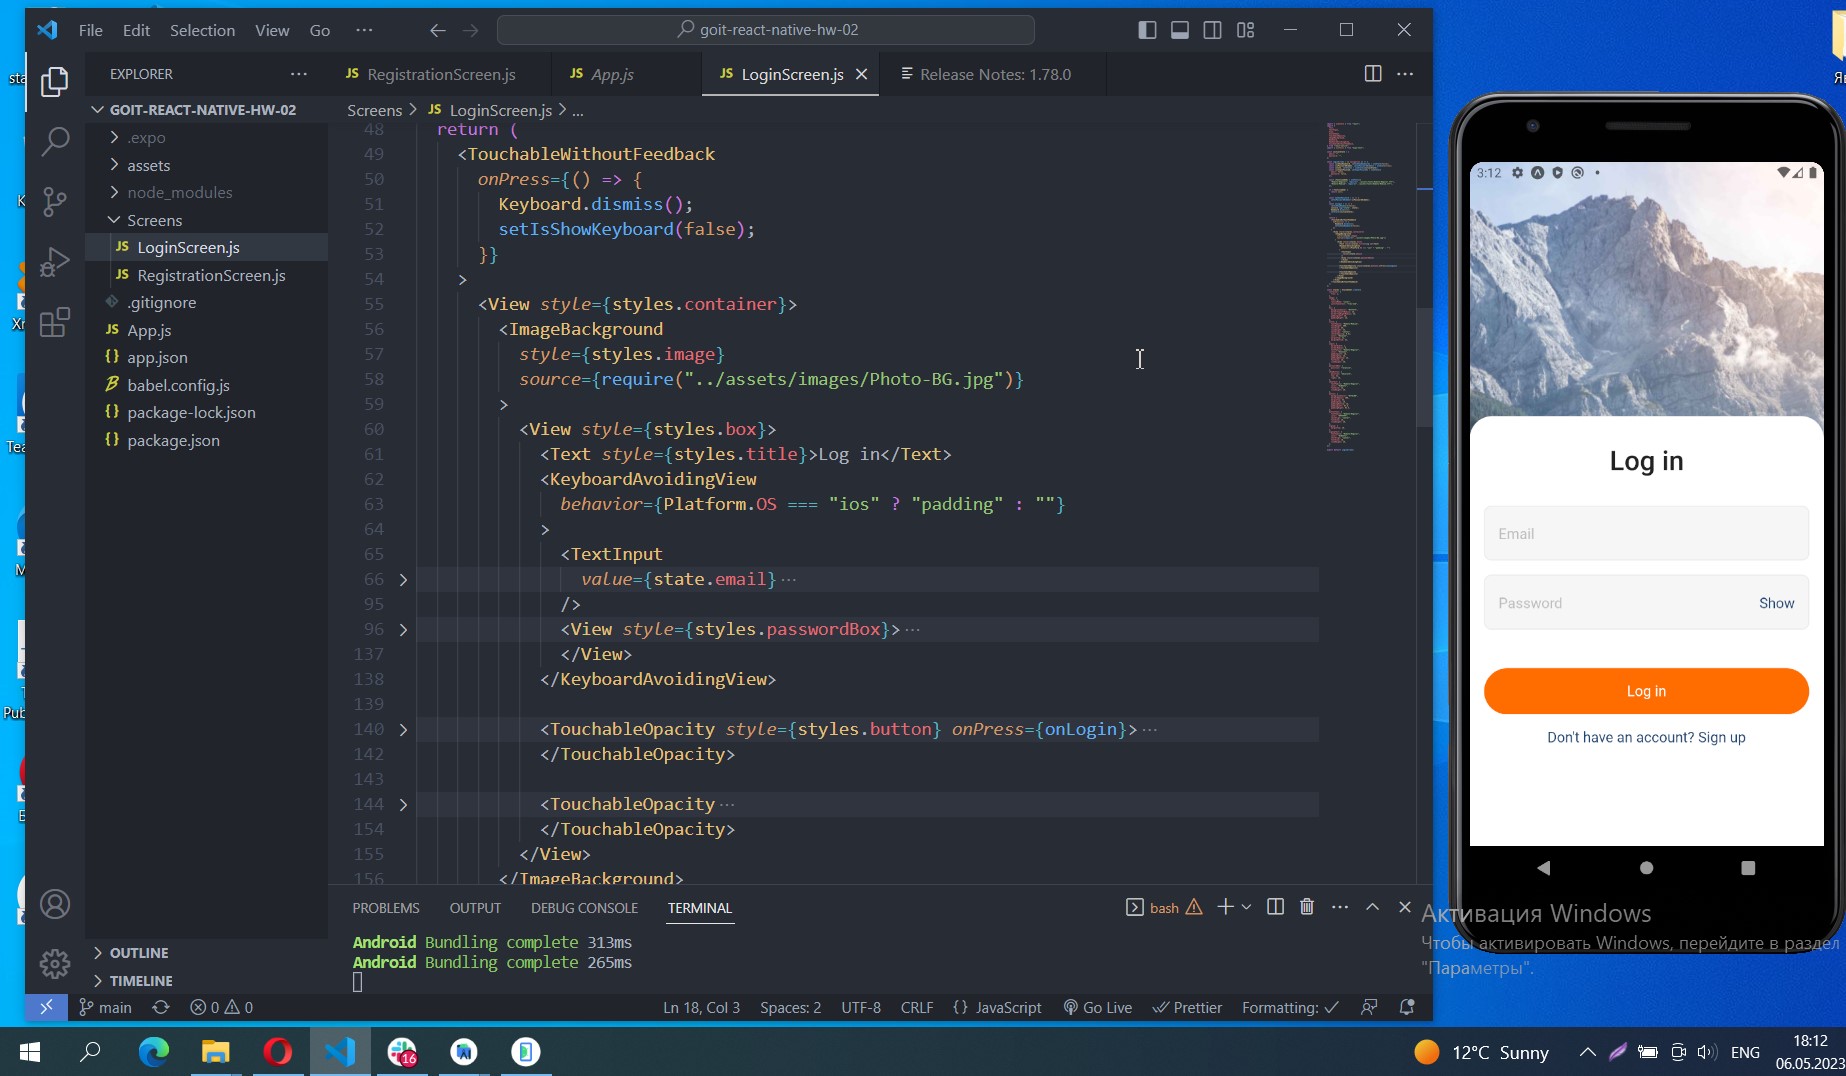 File Edit Selection View Go ···
goit-react-native-hw-02
EXPLORER ···
GOIT-REACT-NATIVE-HW-02
.expo
assets
node_modules
Screens
JS LoginScreen.js
JS RegistrationScreen.js
.gitignore
JS App.js
{} app.json
babel.config.js
{} package-lock.json
{} package.json
OUTLINE
TIMELINE
JS RegistrationScreen.js JS App.js JS LoginScreen.js Release Notes: 1.78.0
Screens > JS LoginScreen.js > ...
48 return (
49 <TouchableWithoutFeedback
50 onPress={() => {
51 Keyboard.dismiss();
52 setIsShowKeyboard(false);
53 }}
54 >
55 <View style={styles.container}>
56 <ImageBackground
57 style={styles.image}
58 source={require("../assets/images/Photo-BG.jpg")}
59 >
60 <View style={styles.box}>
61 <Text style={styles.title}>Log in</Text>
62 <KeyboardAvoidingView
63 behavior={Platform.OS === "ios" ? "padding" : ""}
64 >
65 <TextInput
66 value={state.email} ···
95 />
96 <View style={styles.passwordBox}> ···
137 </View>
138 </KeyboardAvoidingView>
139
140 <TouchableOpacity style={styles.button} onPress={onLogin}> ···
142 </TouchableOpacity>
143
144 <TouchableOpacity ···
154 </TouchableOpacity>
155 </View>
156 </ImageBackground>
PROBLEMS OUTPUT DEBUG CONSOLE TERMINAL
bash
Android Bundling complete 313ms
Android Bundling complete 265ms
main 0 0 Ln 18, Col 3 Spaces: 2 UTF-8 CRLF {} JavaScript Go Live Prettier Formatting: ✓
3:12
Log in
Email
Password Show
Log in
Don't have an account? Sign up
Активация Windows
Чтобы активировать Windows, перейдите в раздел
"Параметры".
16
12°C Sunny
ENG
18:12
06.05.2023